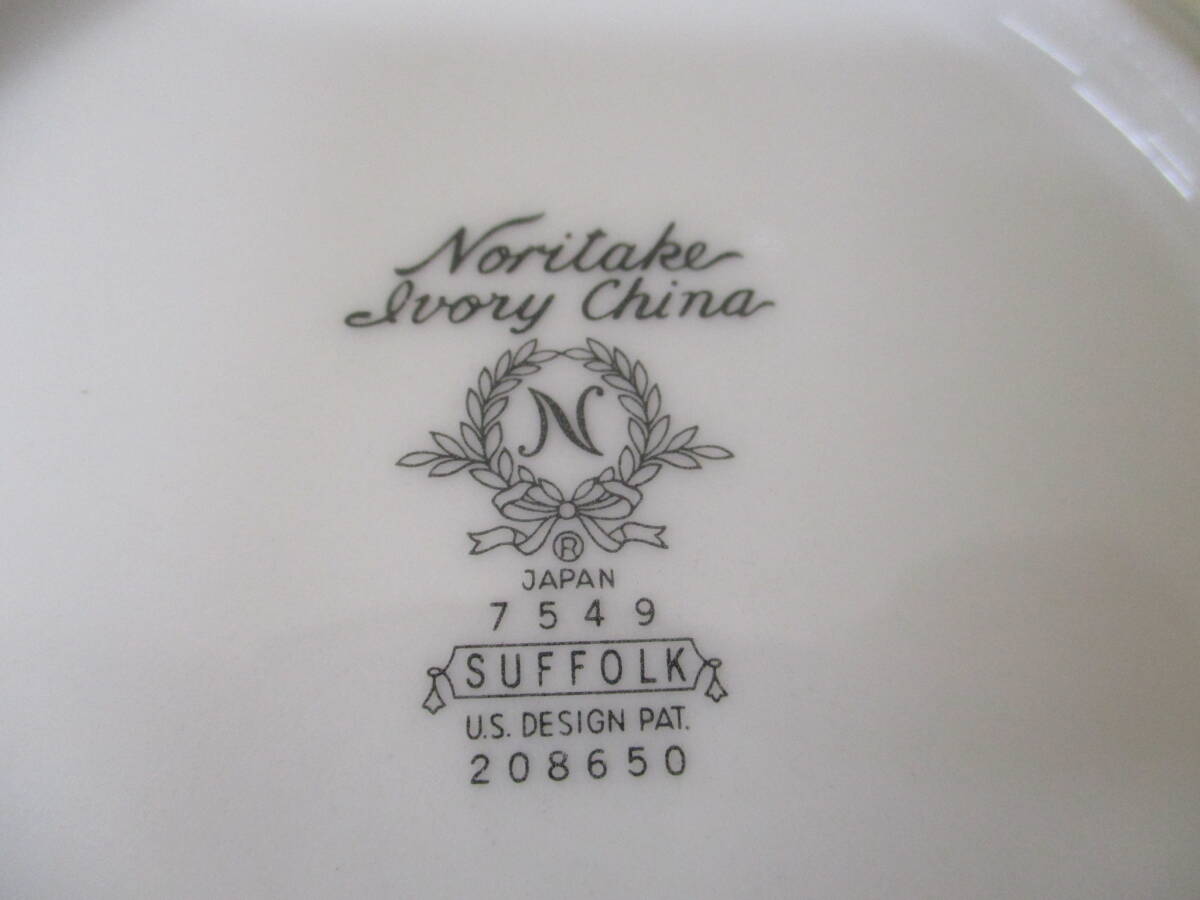 Noritake
Ivory China
N
®
JAPAN
7549
SUFFOLK
U.S. DESIGN PAT.
208650